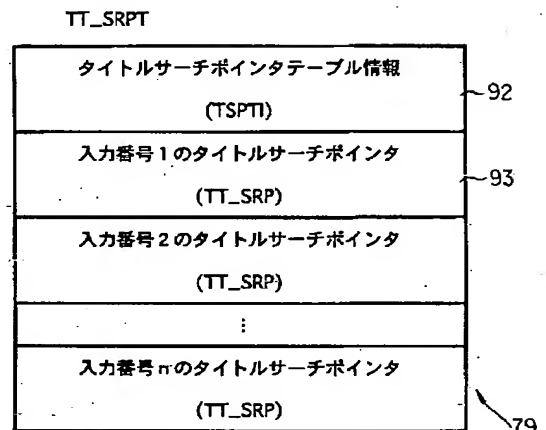 TT_SRPT
タイトルサーチポインタテーブル情報
(TSPTI)
92
入力番号1のタイトルサーチポインタ
(TT_SRP)
93
入力番号2のタイトルサーチポインタ
(TT_SRP)
⋮
入力番号nのタイトルサーチポインタ
(TT_SRP)
79